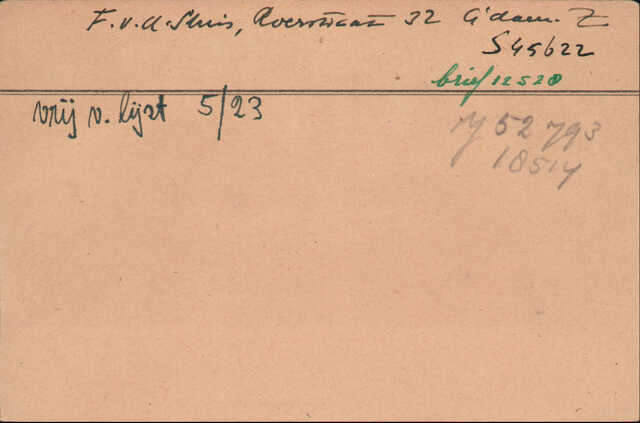 F. v. d. Sluis, Roerstraat 32 A'dam. Z
S45622
brief 12528
vrij v. lijst 5/23
52793
18514